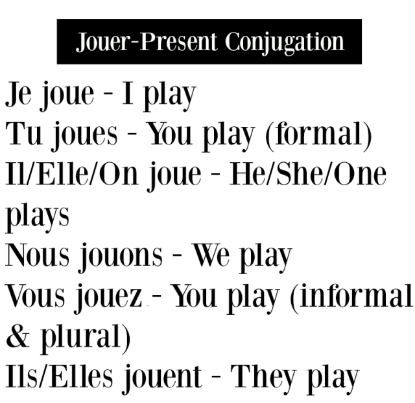 Jouer-Present Conjugation
Je joue - I play
Tu joues - You play (formal)
Il/Elle/On joue - He/She/One
plays
Nous jouons - We play
Vous jouez - You play (informal
& plural)
Ils/Elles jouent - They play